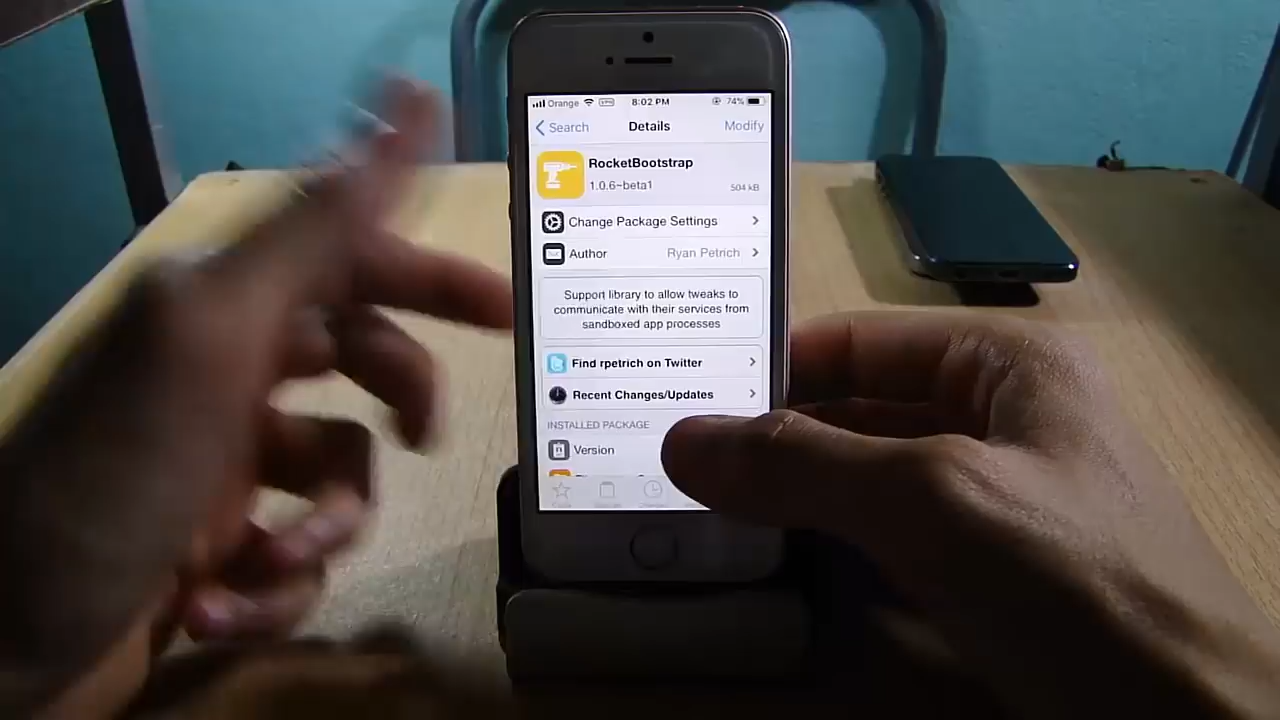 Orange VPN 8:02 PM 74%
Search Details Modify
RocketBootstrap
1.0.6~beta1 504 kB
Change Package Settings
Author Ryan Petrich
Support library to allow tweaks to
communicate with their services from
sandboxed app processes
Find rpetrich on Twitter
Recent Changes/Updates
INSTALLED PACKAGE
Version